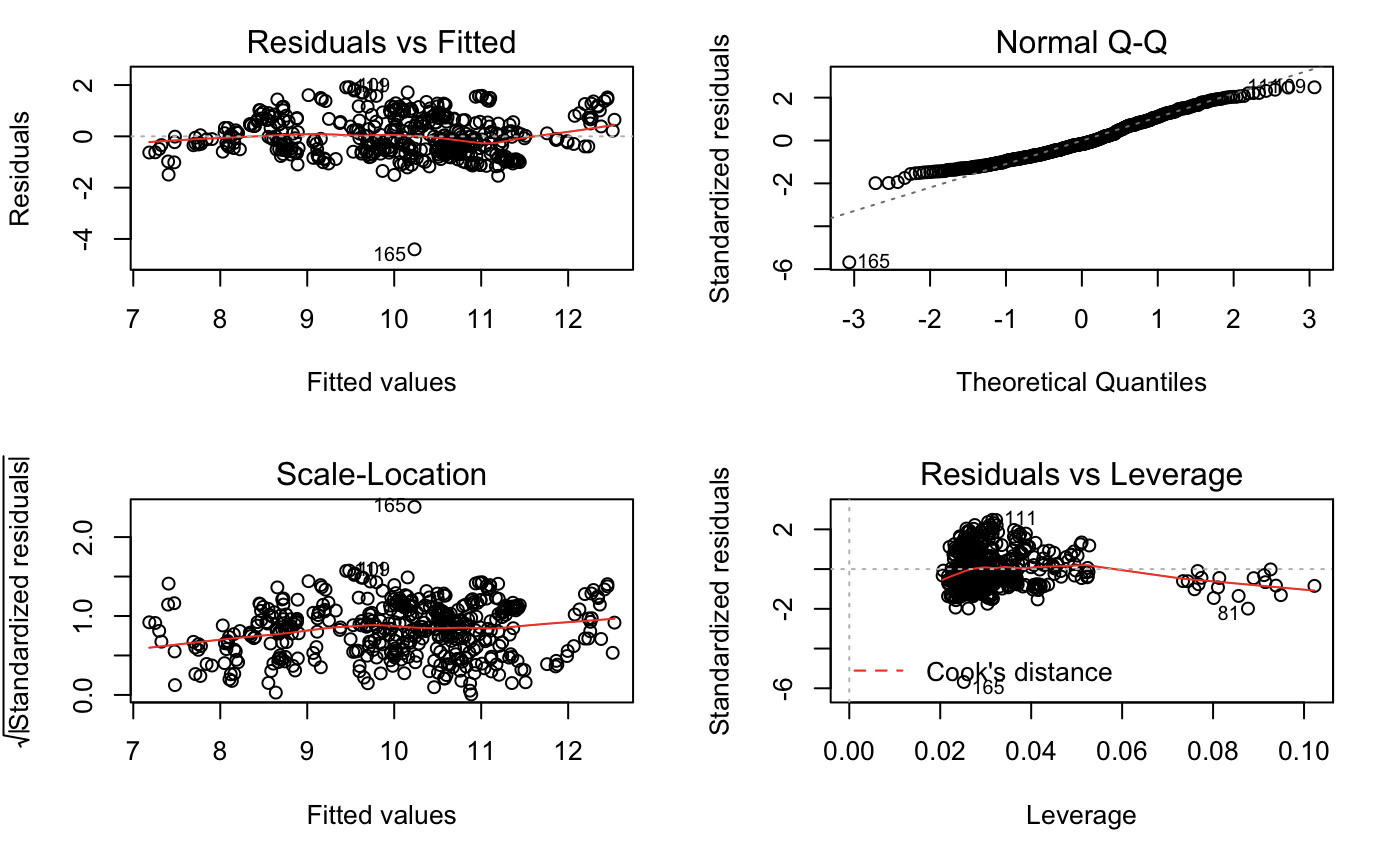 Residuals vs Fitted
Residuals
2
0
-2
-4
109
165
7 8 9 10 11 12
Fitted values
Normal Q-Q
Standardized residuals
2
0
-2
-6
109
165
-3 -2 -1 0 1 2 3
Theoretical Quantiles
Scale-Location
√|Standardized residuals|
2.0
1.0
0.0
165
109
7 8 9 10 11 12
Fitted values
Residuals vs Leverage
Standardized residuals
2
-2
-6
111
81
Cook's distance
165
0.00 0.02 0.04 0.06 0.08 0.10
Leverage